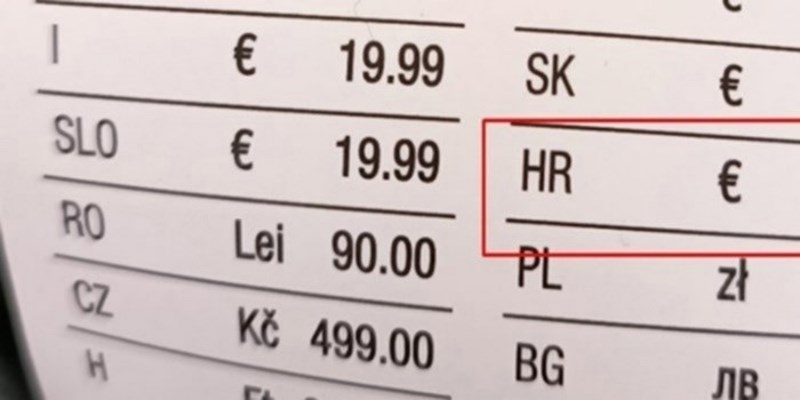 I € 19.99
SLO € 19.99
RO Lei 90.00
CZ Kč 499.00
H Ft
SK €
HR €
PL zł
BG лв